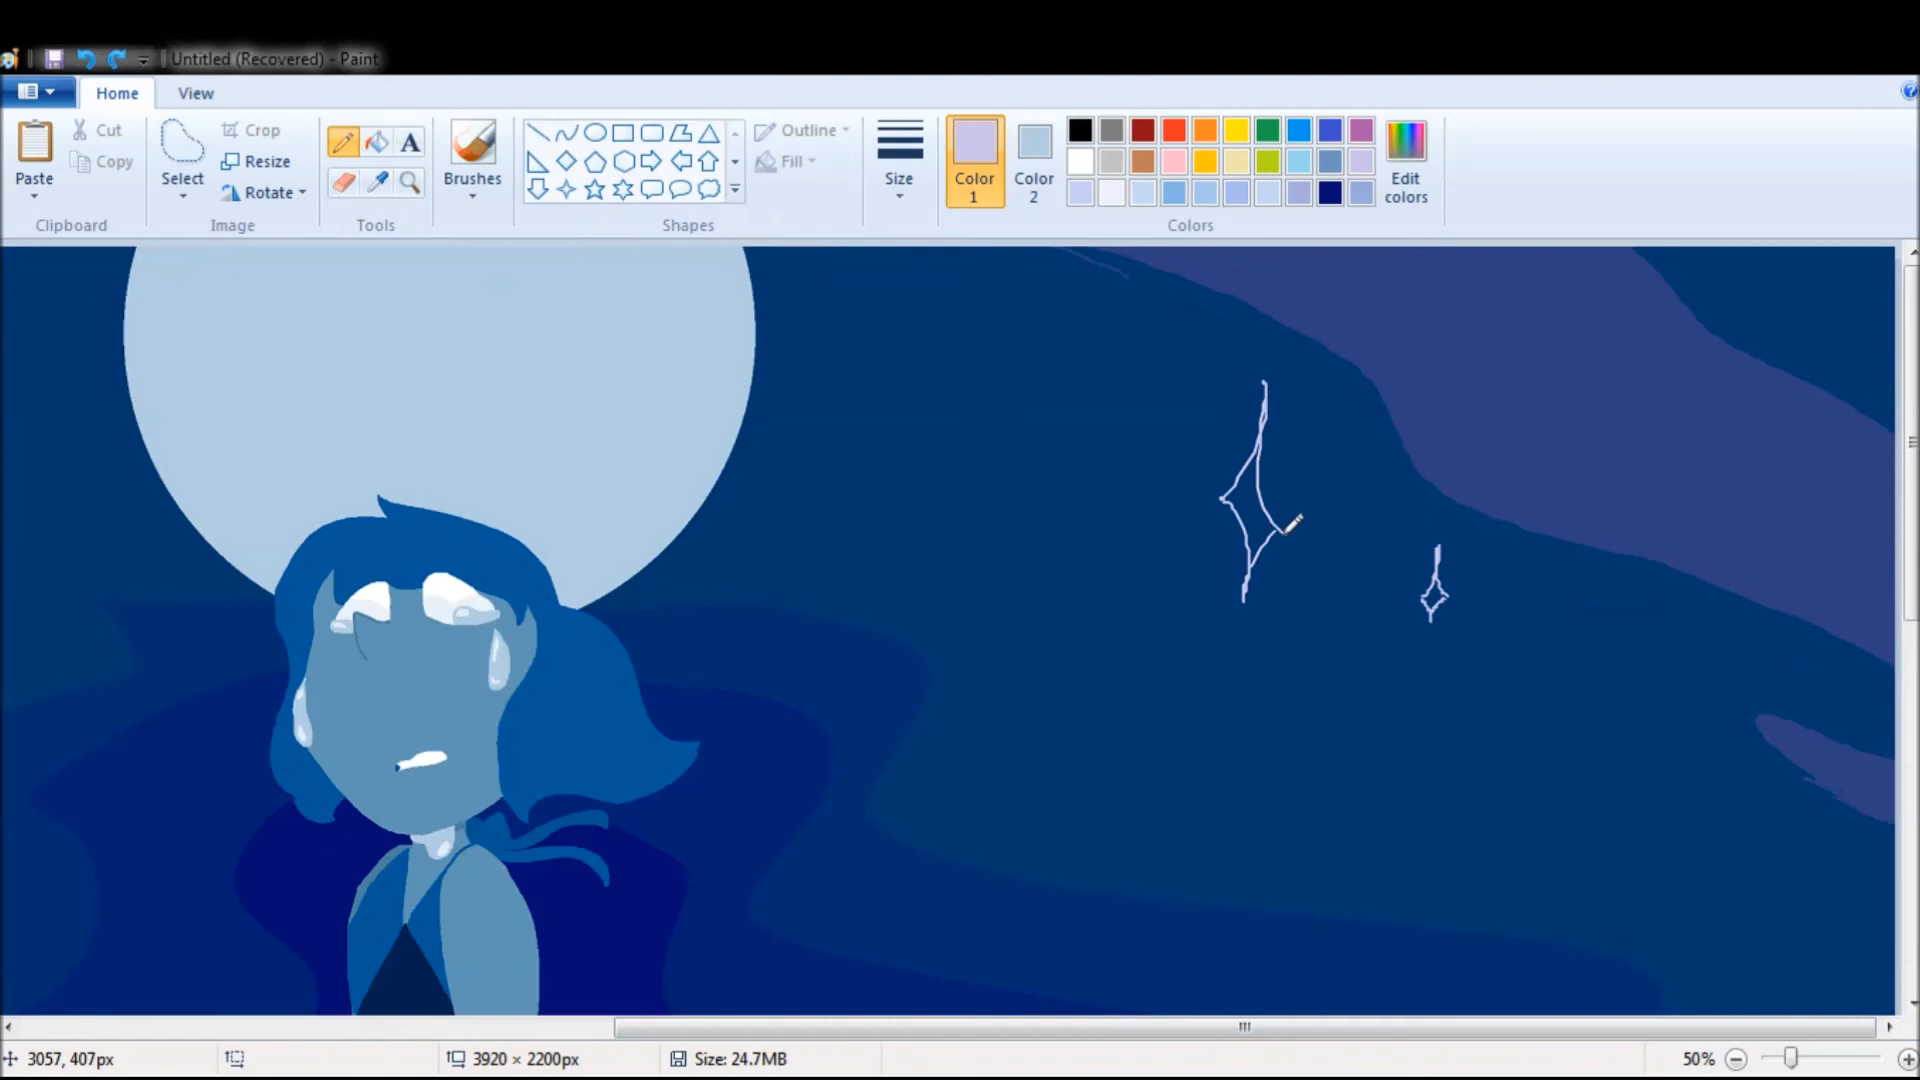 Untitled (Recovered) - Paint
Home View
Paste
Cut
Copy
Clipboard
Select
Crop
Resize
Rotate
Image
A
Tools
Brushes
Outline
Fill
Shapes
Size
Color 1
Color 2
Edit colors
Colors
3057, 407px
3920 × 2200px
Size: 24.7MB
50%